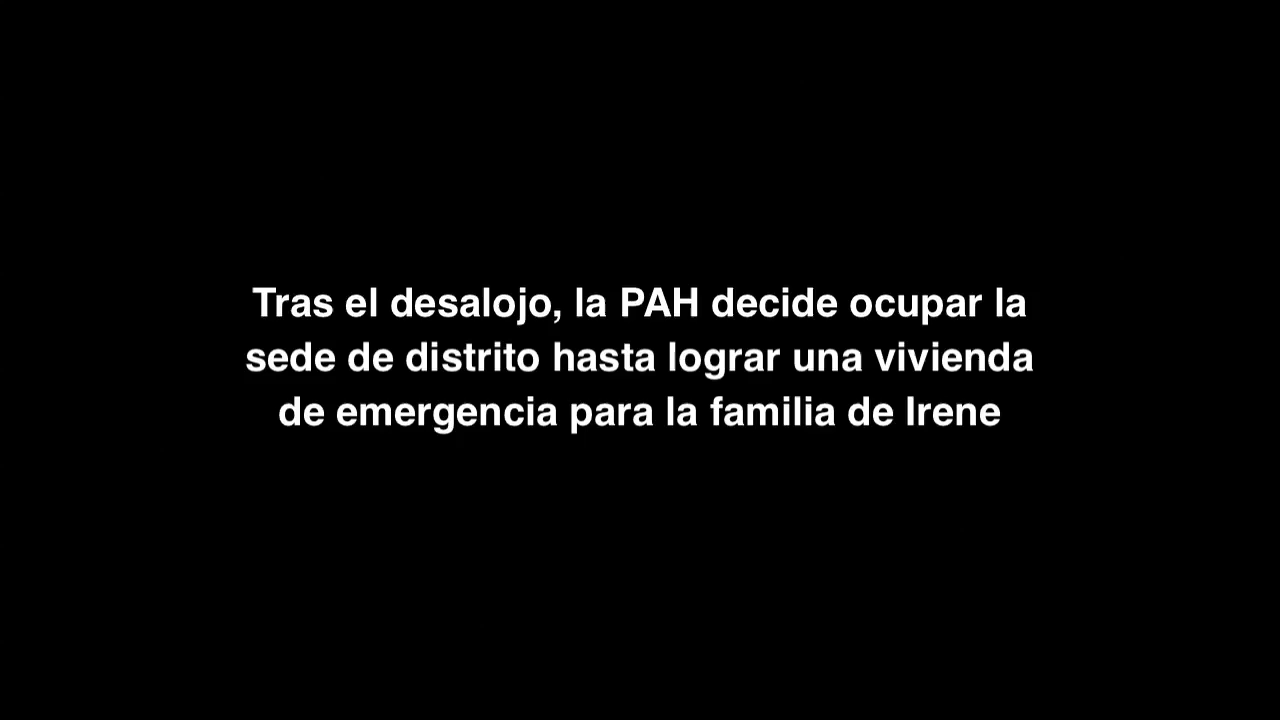 Tras el desalojo, la PAH decide ocupar la
sede de distrito hasta lograr una vivienda
de emergencia para la familia de Irene